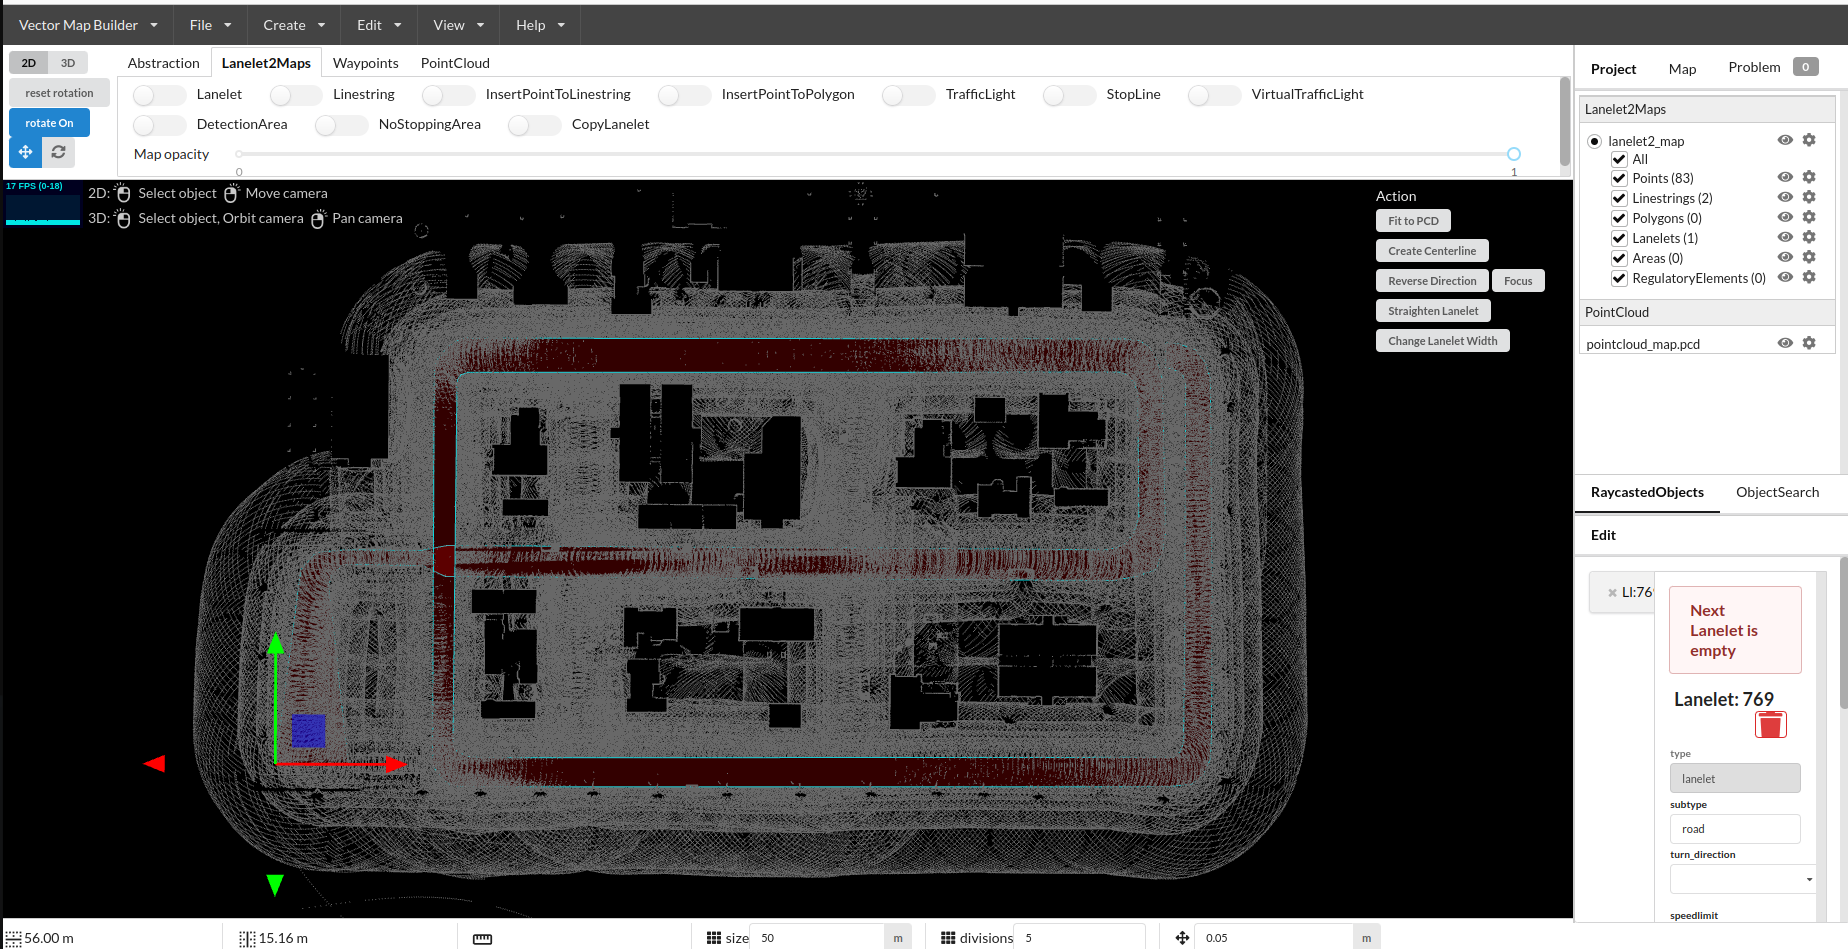 Vector Map Builder File Create Edit View Help
2D 3D
reset rotation
rotate On
Abstraction Lanelet2Maps Waypoints PointCloud
Lanelet Linestring InsertPointToLinestring InsertPointToPolygon TrafficLight StopLine VirtualTrafficLight
DetectionArea NoStoppingArea CopyLanelet
Map opacity
0 1
17 FPS (0-18)
2D: Select object Move camera
3D: Select object, Orbit camera Pan camera
Action
Fit to PCD
Create Centerline
Reverse Direction Focus
Straighten Lanelet
Change Lanelet Width
Project Map Problem 0
Lanelet2Maps
lanelet2_map
All
Points (83)
Linestrings (2)
Polygons (0)
Lanelets (1)
Areas (0)
RegulatoryElements (0)
PointCloud
pointcloud_map.pcd
RaycastedObjects ObjectSearch
Edit
Next
Lanelet is
empty
Lanelet: 769
type
lanelet
subtype
road
turn_direction
speedlimit
56.00 m 15.16 m size 50 m divisions 5 0.05 m